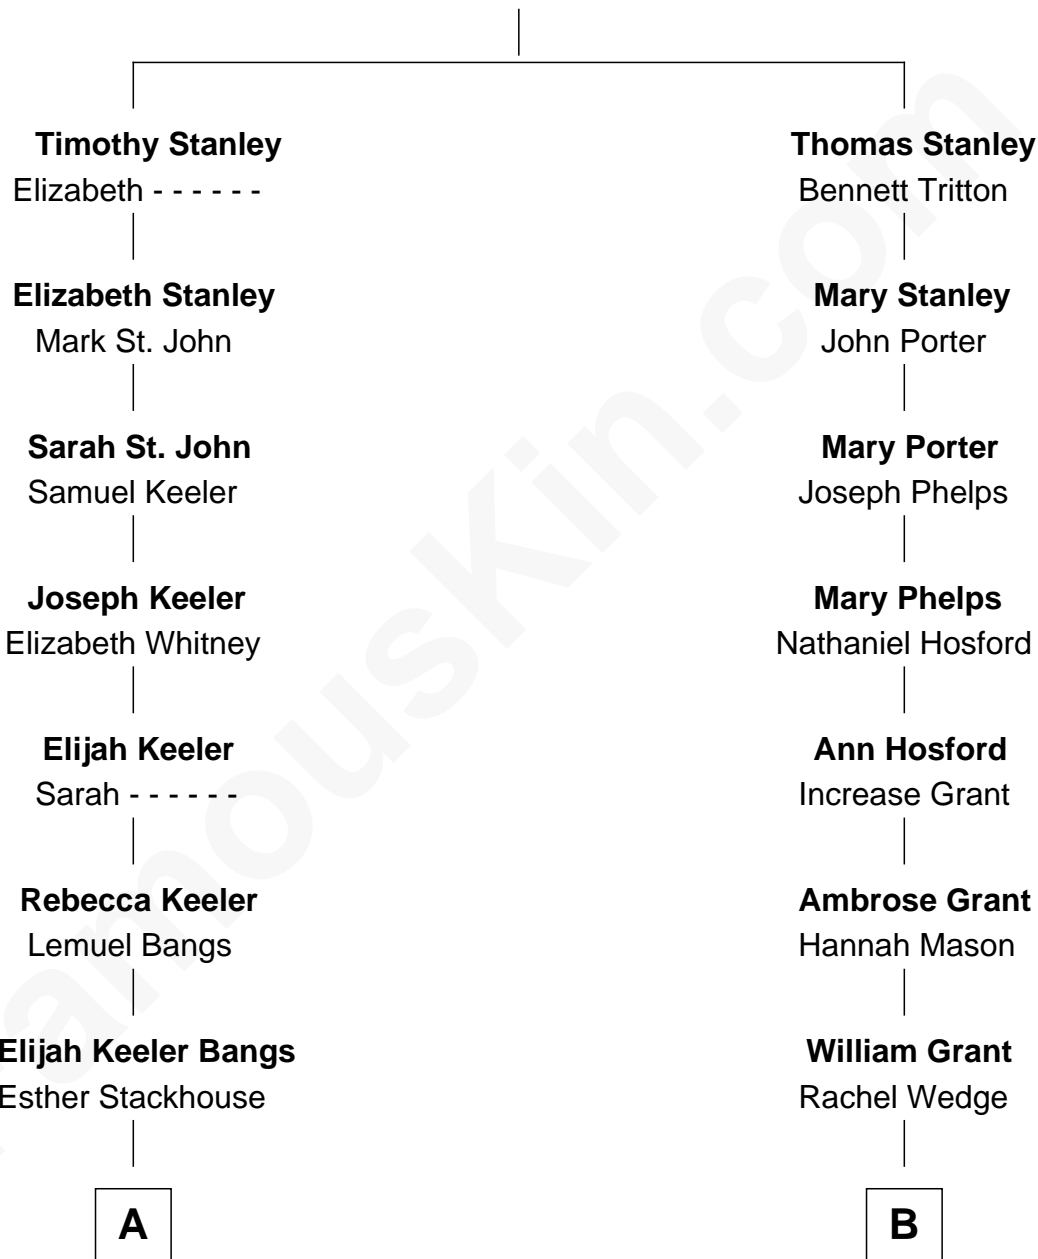 Timothy Stanley
Elizabeth - - - - - -
Thomas Stanley
Bennett Tritton
Elizabeth Stanley
Mark St. John
Mary Stanley
John Porter
Sarah St. John
Samuel Keeler
Mary Porter
Joseph Phelps
Joseph Keeler
Elizabeth Whitney
Mary Phelps
Nathaniel Hosford
Elijah Keeler
Sarah - - - - - -
Ann Hosford
Increase Grant
Rebecca Keeler
Lemuel Bangs
Ambrose Grant
Hannah Mason
Elijah Keeler Bangs
Esther Stackhouse
William Grant
Rachel Wedge
A
B
FamousKin.com